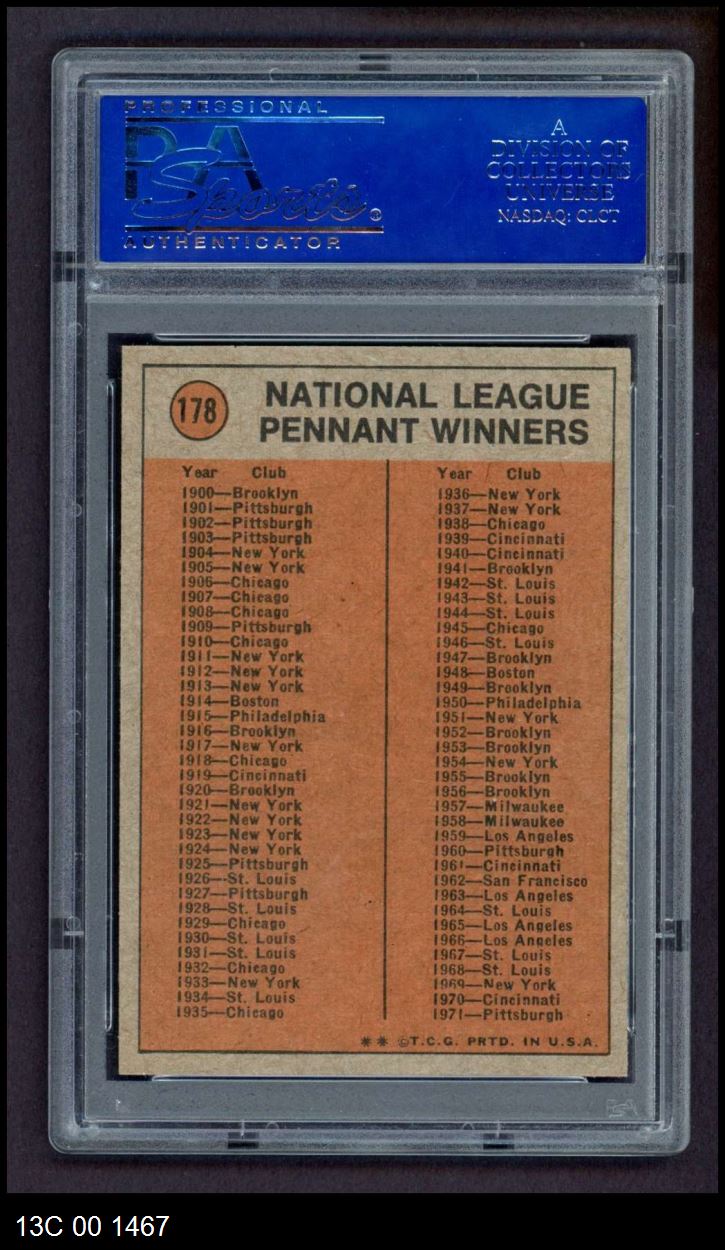 PROFESSIONAL
PSA
Sports®
AUTHENTICATOR
A
DIVISION OF
COLLECTORS
UNIVERSE
NASDAQ: CLCT
178
NATIONAL LEAGUE
PENNANT WINNERS
Year Club
1900—Brooklyn
1901—Pittsburgh
1902—Pittsburgh
1903—Pittsburgh
1904—New York
1905—New York
1906—Chicago
1907—Chicago
1908—Chicago
1909—Pittsburgh
1910—Chicago
1911—New York
1912—New York
1913—New York
1914—Boston
1915—Philadelphia
1916—Brooklyn
1917—New York
1918—Chicago
1919—Cincinnati
1920—Brooklyn
1921—New York
1922—New York
1923—New York
1924—New York
1925—Pittsburgh
1926—St. Louis
1927—Pittsburgh
1928—St. Louis
1929—Chicago
1930—St. Louis
1931—St. Louis
1932—Chicago
1933—New York
1934—St. Louis
1935—Chicago
Year Club
1936—New York
1937—New York
1938—Chicago
1939—Cincinnati
1940—Cincinnati
1941—Brooklyn
1942—St. Louis
1943—St. Louis
1944—St. Louis
1945—Chicago
1946—St. Louis
1947—Brooklyn
1948—Boston
1949—Brooklyn
1950—Philadelphia
1951—New York
1952—Brooklyn
1953—Brooklyn
1954—New York
1955—Brooklyn
1956—Brooklyn
1957—Milwaukee
1958—Milwaukee
1959—Los Angeles
1960—Pittsburgh
1961—Cincinnati
1962—San Francisco
1963—Los Angeles
1964—St. Louis
1965—Los Angeles
1966—Los Angeles
1967—St. Louis
1968—St. Louis
1969—New York
1970—Cincinnati
1971—Pittsburgh
** ©T.C.G. PRTD. IN U.S.A.
PSA
13C 00 1467